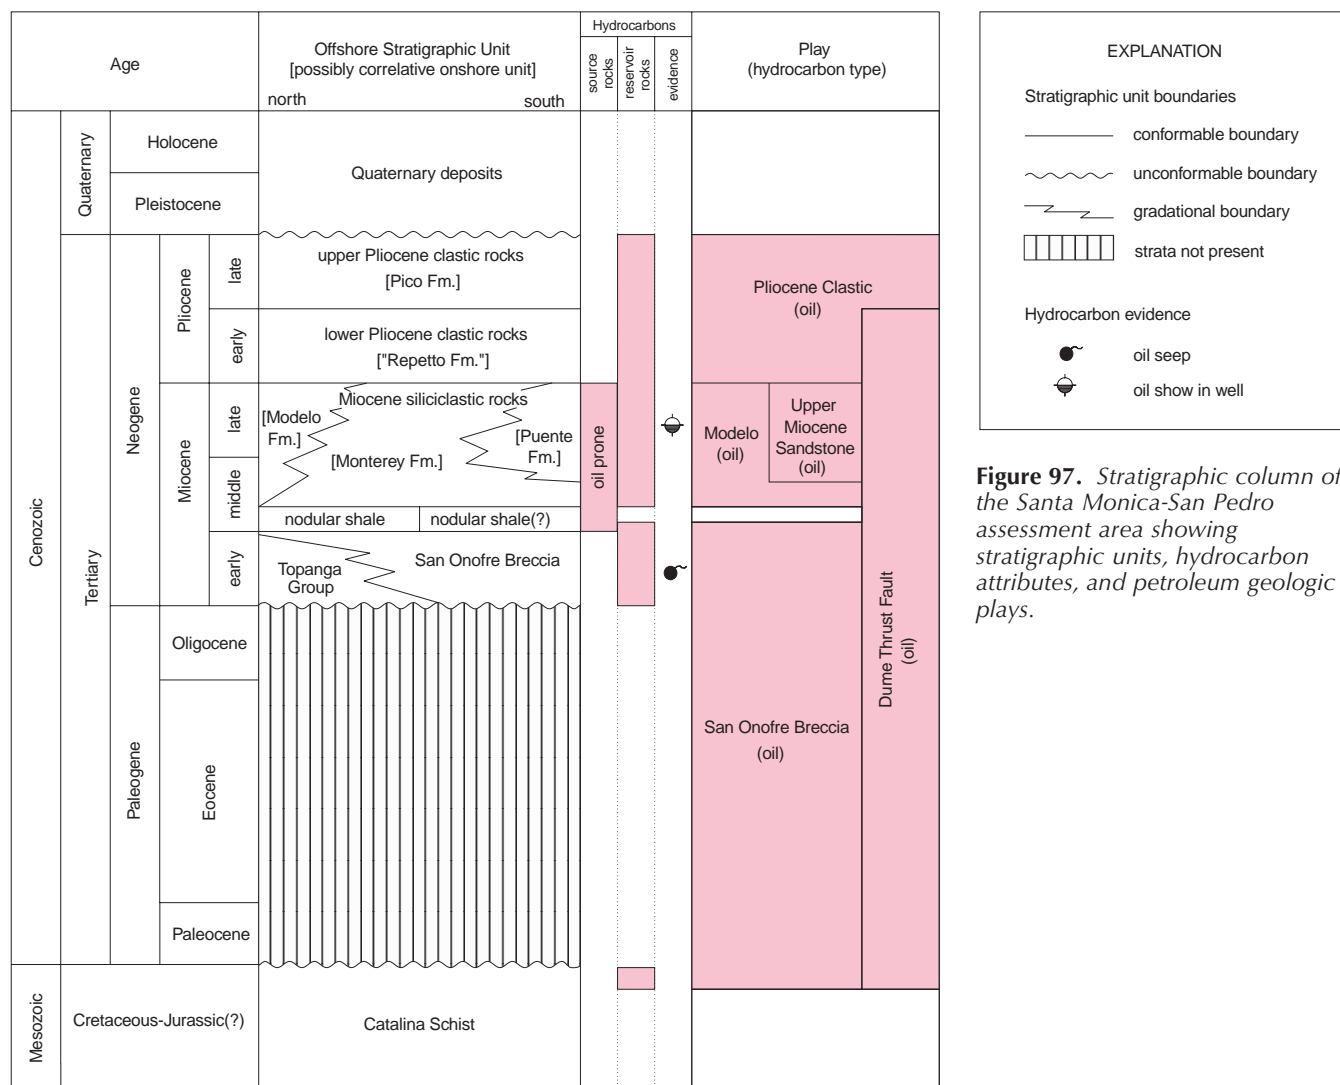 Age
Offshore Stratigraphic Unit
[possibly correlative onshore unit]
north
south
Hydrocarbons
source
rocks
reservoir
rocks
evidence
Play
(hydrocarbon type)
Cenozoic
Mesozoic
Quaternary
Tertiary
Holocene
Pleistocene
Neogene
Paleogene
Pliocene
late
early
Miocene
late
middle
early
Oligocene
Eocene
Paleocene
Cretaceous-Jurassic(?)
Quaternary deposits
upper Pliocene clastic rocks
[Pico Fm.]
lower Pliocene clastic rocks
["Repetto Fm."]
Miocene siliciclastic rocks
[Modelo
Fm.]
[Monterey Fm.]
[Puente
Fm.]
nodular shale
nodular shale(?)
Topanga
Group
San Onofre Breccia
Catalina Schist
oil prone
Pliocene Clastic
(oil)
Modelo
(oil)
Upper
Miocene
Sandstone
(oil)
San Onofre Breccia
(oil)
Dume Thrust Fault
(oil)
EXPLANATION
Stratigraphic unit boundaries
conformable boundary
unconformable boundary
gradational boundary
strata not present
Hydrocarbon evidence
oil seep
oil show in well
Figure 97. Stratigraphic column of
the Santa Monica-San Pedro
assessment area showing
stratigraphic units, hydrocarbon
attributes, and petroleum geologic
plays.